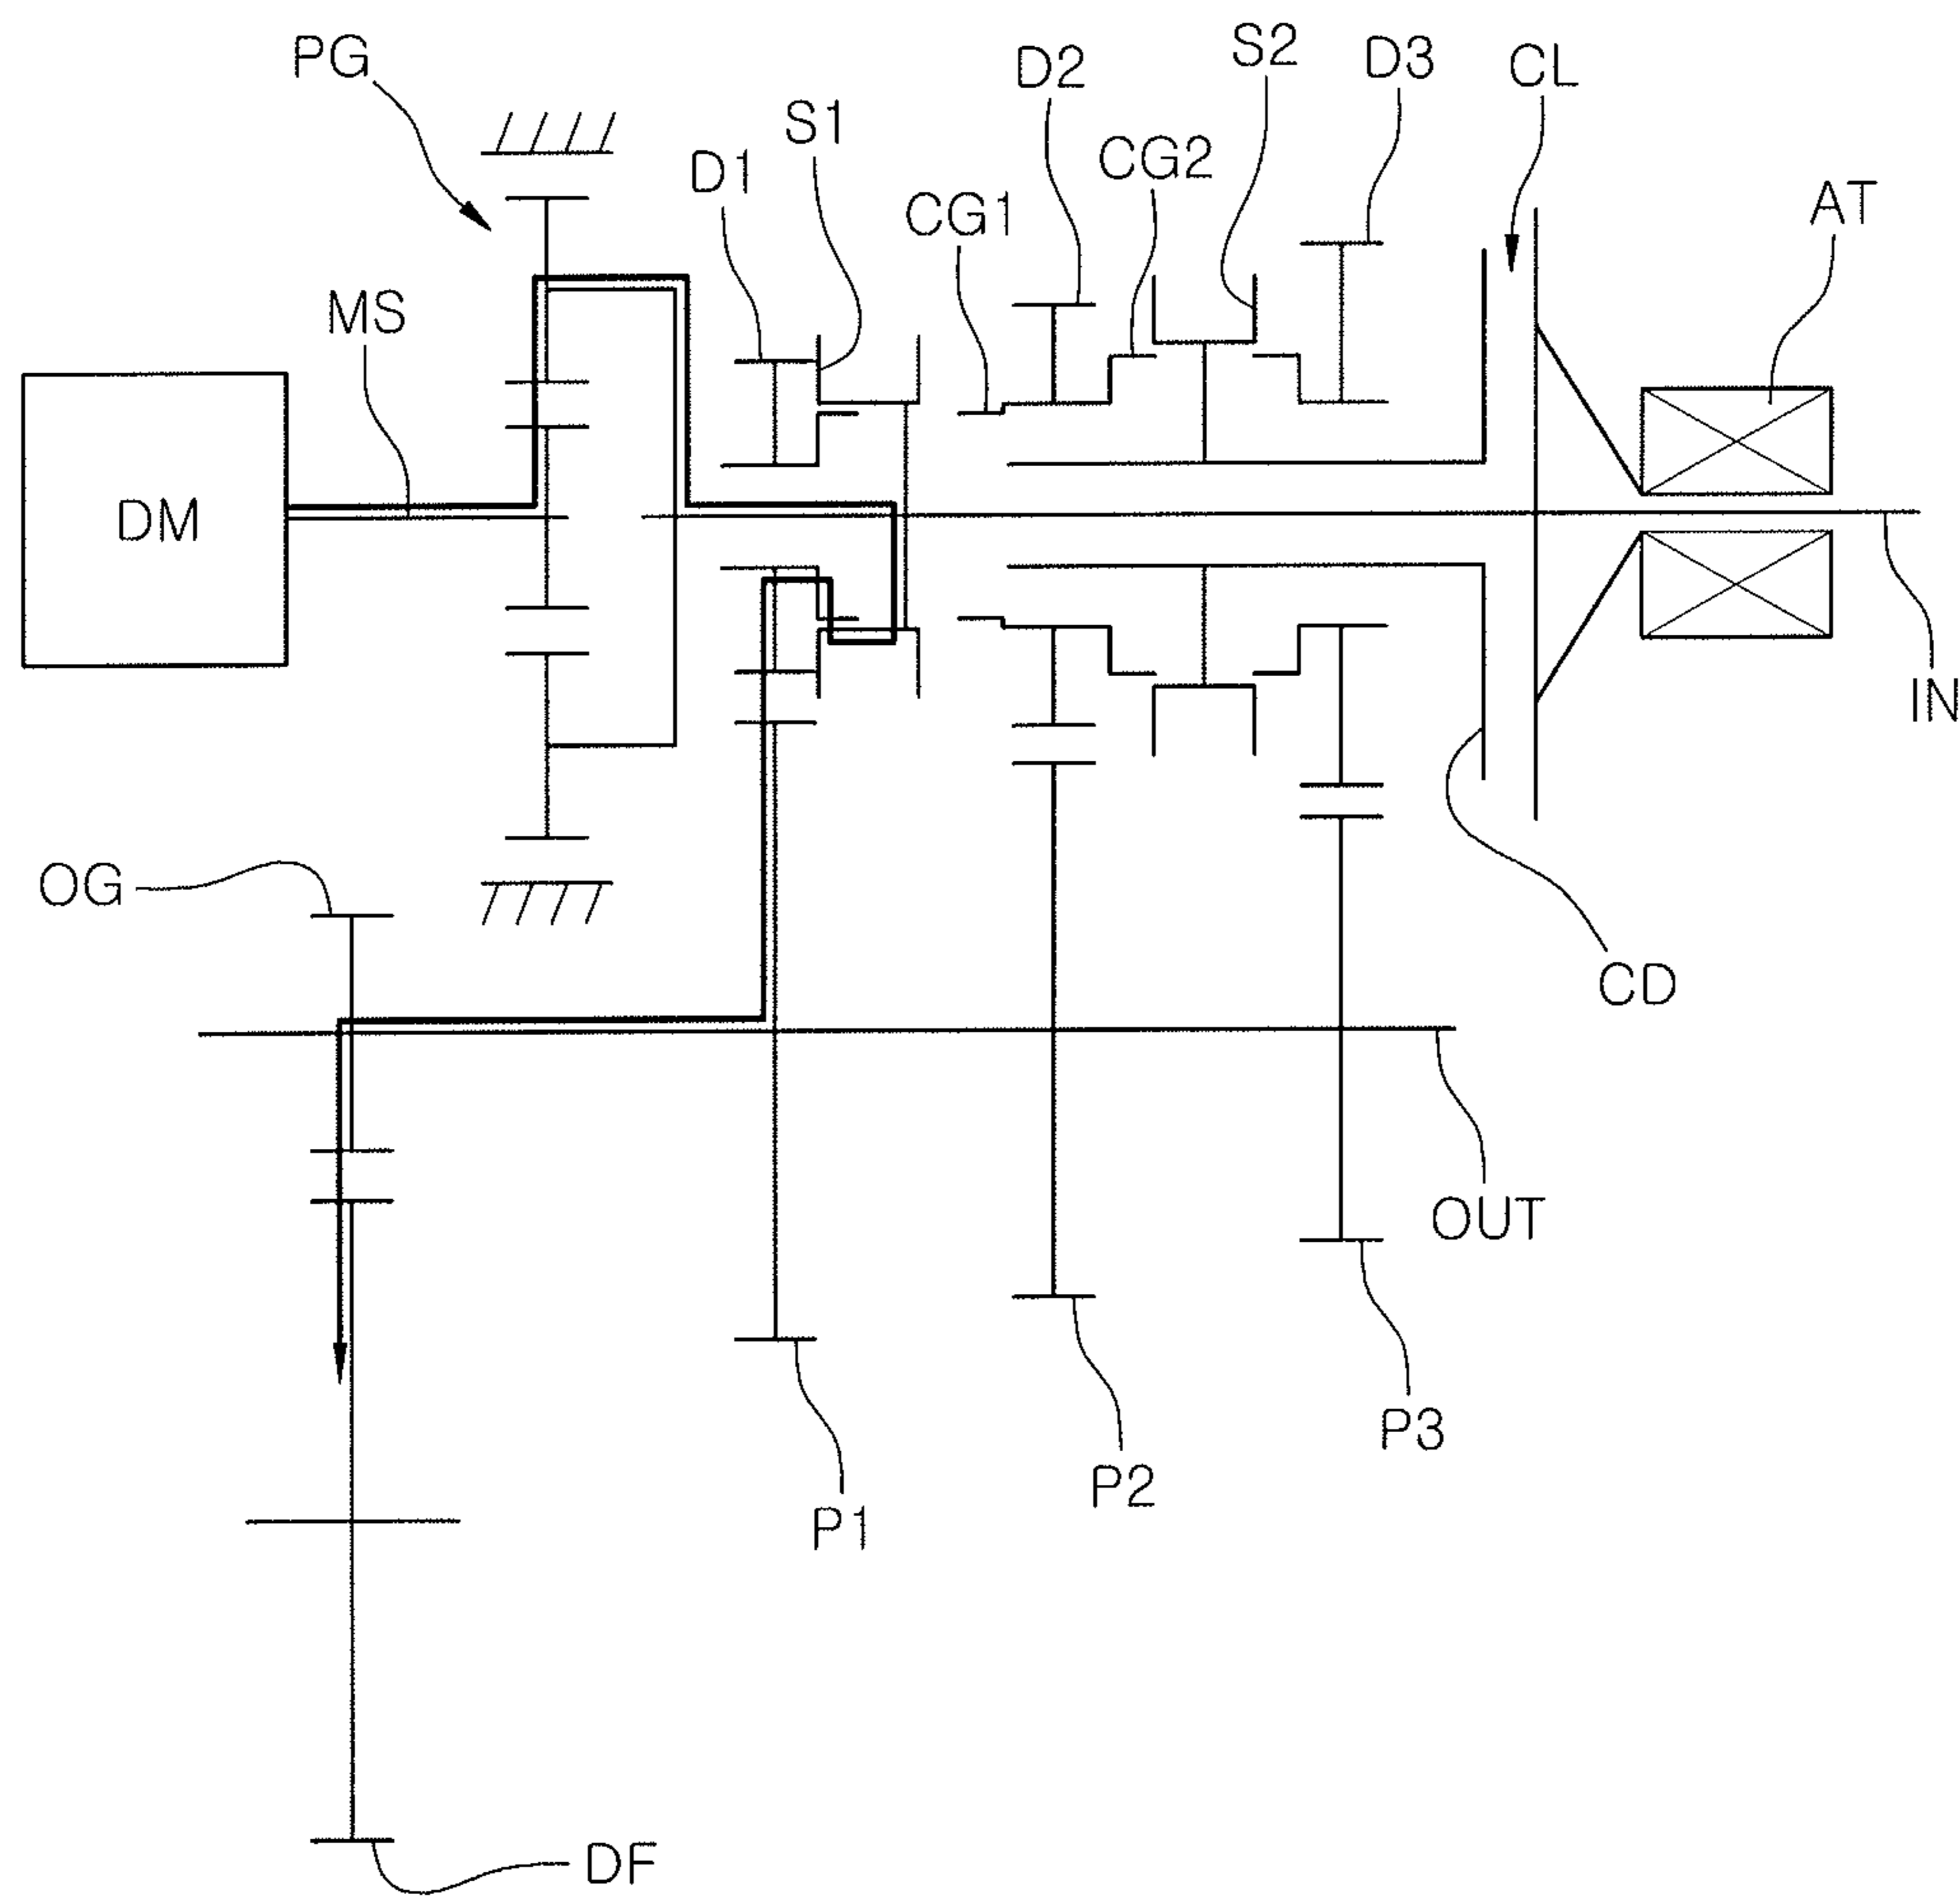 PG
D2
S2
D3
CL
S1
D1
CG2
CG1
AT
MS
DM
IN
OG
CD
OUT
P3
P2
P1
DF